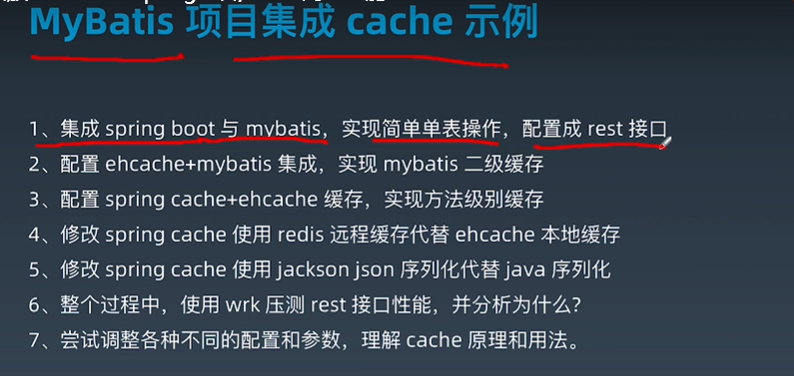 MyBatis 项目集成 cache 示例
1、集成 spring boot 与 mybatis，实现简单单表操作，配置成 rest 接口
2、配置 ehcache+mybatis 集成，实现 mybatis 二级缓存
3、配置 spring cache+ehcache 缓存，实现方法级别缓存
4、修改 spring cache 使用 redis 远程缓存代替 ehcache 本地缓存
5、修改 spring cache 使用 jackson json 序列化代替 java 序列化
6、整个过程中，使用 wrk 压测 rest 接口性能，并分析为什么？
7、尝试调整各种不同的配置和参数，理解 cache 原理和用法。